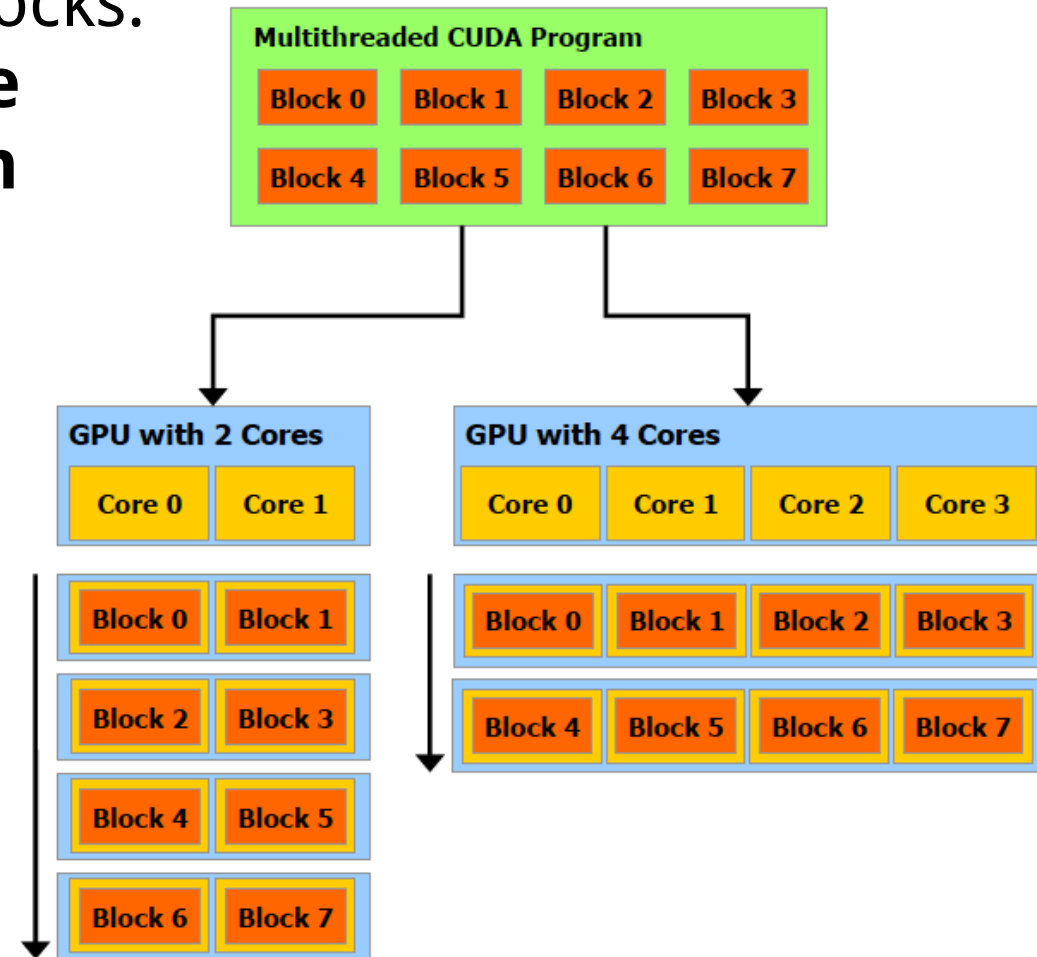 ocks.
e
n
Multithreaded CUDA Program
Block 0 Block 1 Block 2 Block 3
Block 4 Block 5 Block 6 Block 7
GPU with 2 Cores
Core 0 Core 1
Block 0 Block 1
Block 2 Block 3
Block 4 Block 5
Block 6 Block 7
GPU with 4 Cores
Core 0 Core 1 Core 2 Core 3
Block 0 Block 1 Block 2 Block 3
Block 4 Block 5 Block 6 Block 7